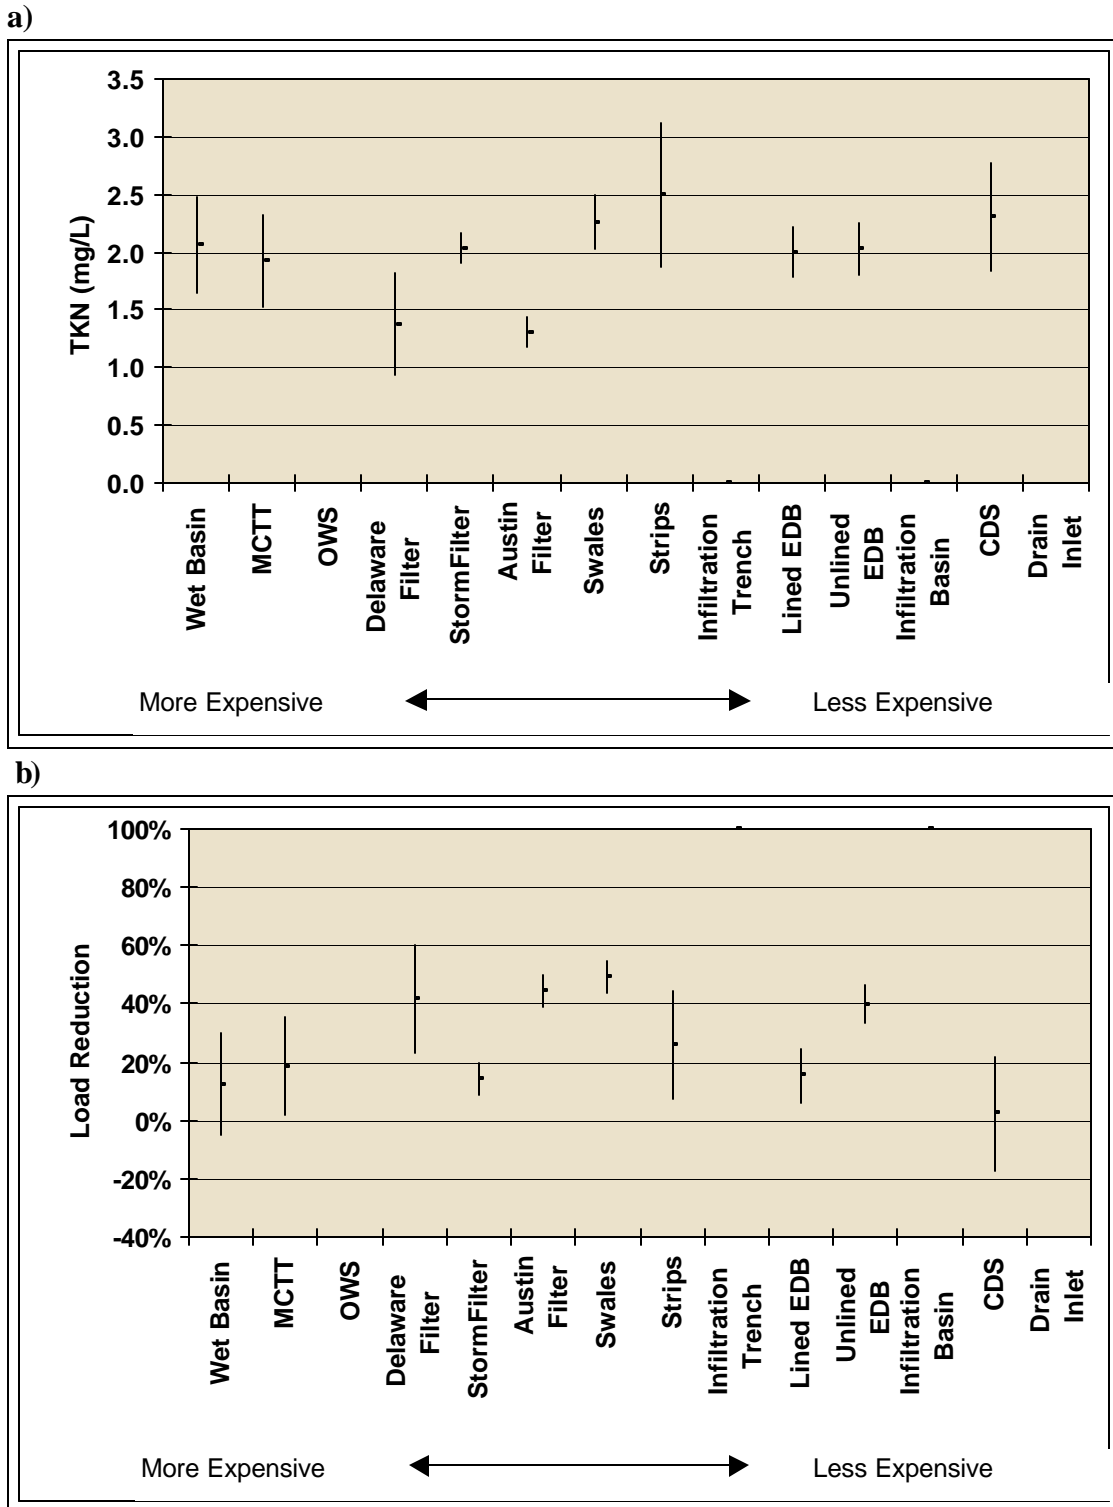 a)
3.5
3.0
2.5
2.0
1.5
1.0
0.5
0.0
TKN (mg/L)
Wet Basin
MCTT
OWS
Delaware
Filter
StormFilter
Austin
Filter
Swales
Strips
Infiltration
Trench
Lined EDB
Unlined
EDB
Infiltration
Basin
CDS
Drain
Inlet
More Expensive
Less Expensive
b)
100%
80%
60%
40%
20%
0%
-20%
-40%
Load Reduction
Wet Basin
MCTT
OWS
Delaware
Filter
StormFilter
Austin
Filter
Swales
Strips
Infiltration
Trench
Lined EDB
Unlined
EDB
Infiltration
Basin
CDS
Drain
Inlet
More Expensive
Less Expensive